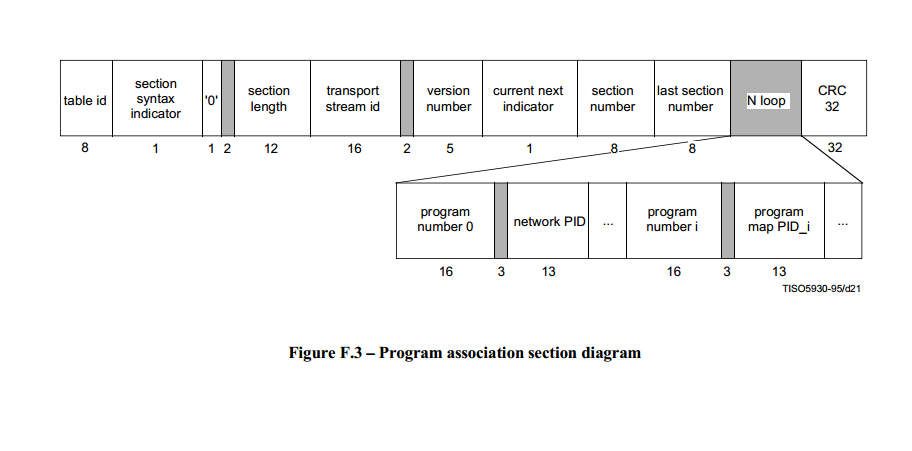 table id
section
syntax
indicator
'0'
section
length
transport
stream id
version
number
current next
indicator
section
number
last section
number
N loop
CRC
32
8 1 1 2 12 16 2 5 1 8 8 32
program
number 0
network PID
...
program
number i
program
map PID_i
...
16 3 13 16 3 13
TISO5930-95/d21
Figure F.3 – Program association section diagram